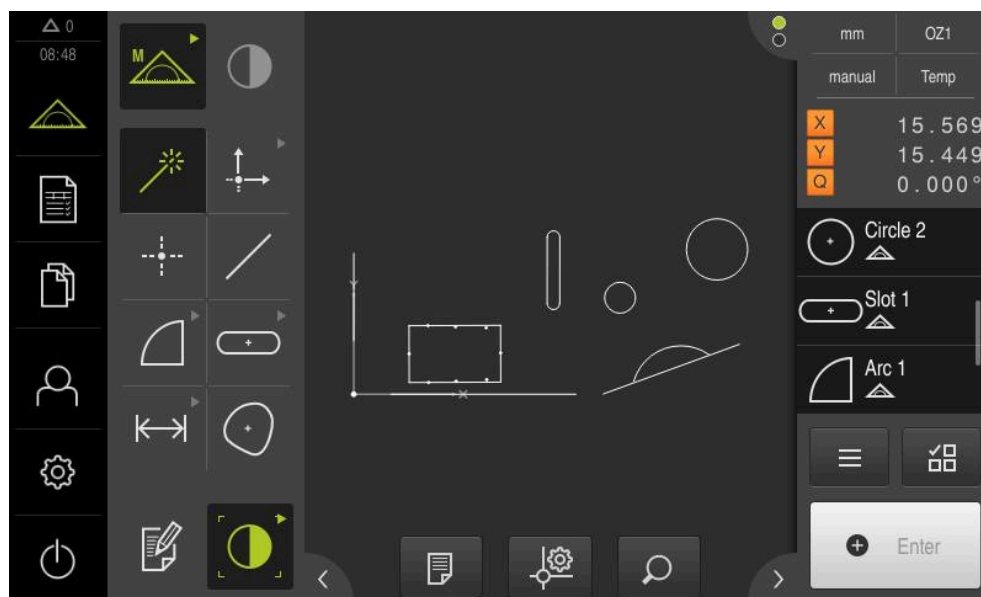 0
08:48
M
mm
OZ1
manual
Temp
X 15.569
Y 15.449
Q 0.000°
Circle 2
Slot 1
Arc 1
Y
X
Enter